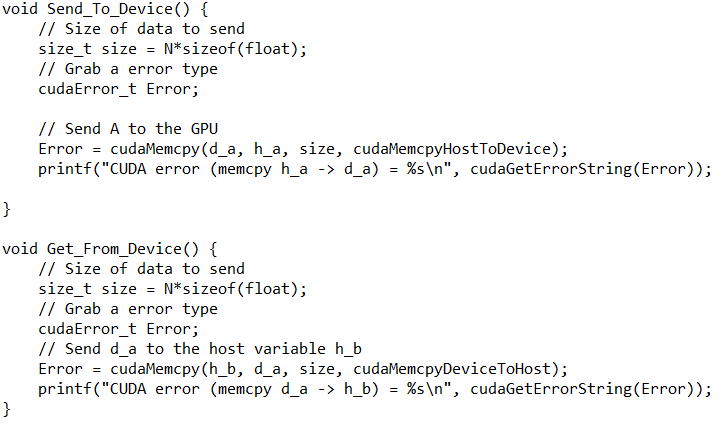 void Send_To_Device() {
    // Size of data to send
    size_t size = N*sizeof(float);
    // Grab a error type
    cudaError_t Error;

    // Send A to the GPU
    Error = cudaMemcpy(d_a, h_a, size, cudaMemcpyHostToDevice);
    printf("CUDA error (memcpy h_a -> d_a) = %s\n", cudaGetErrorString(Error));

}

void Get_From_Device() {
    // Size of data to send
    size_t size = N*sizeof(float);
    // Grab a error type
    cudaError_t Error;
    // Send d_a to the host variable h_b
    Error = cudaMemcpy(h_b, d_a, size, cudaMemcpyDeviceToHost);
    printf("CUDA error (memcpy d_a -> h_b) = %s\n", cudaGetErrorString(Error));
}